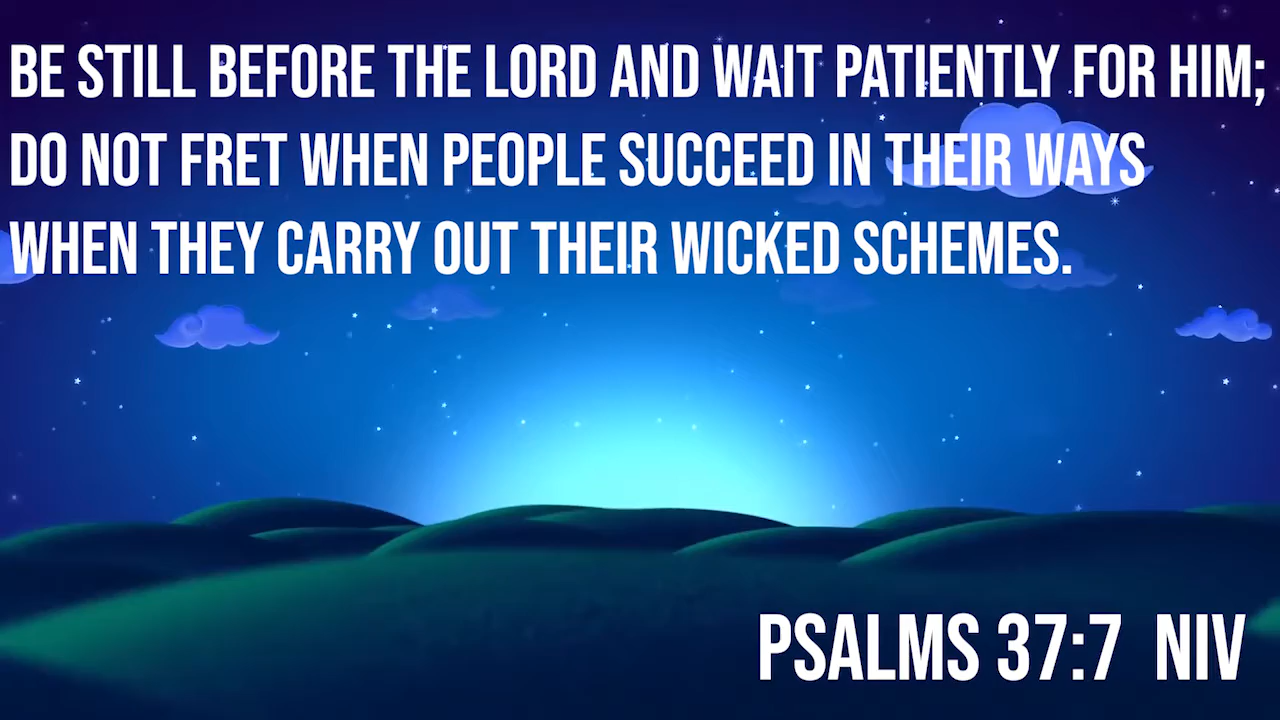 BE STILL BEFORE THE LORD AND WAIT PATIENTLY FOR HIM;
DO NOT FRET WHEN PEOPLE SUCCEED IN THEIR WAYS
WHEN THEY CARRY OUT THEIR WICKED SCHEMES.
PSALMS 37:7 NIV